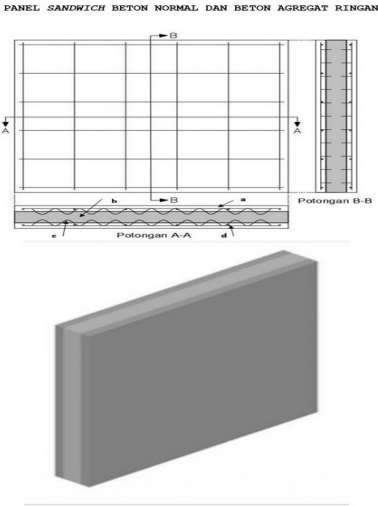 PANEL SANDWICH BETON NORMAL DAN BETON AGREGAT RINGAN
B
A
A
B
b
a
Potongan B-B
c
Potongan A-A
d